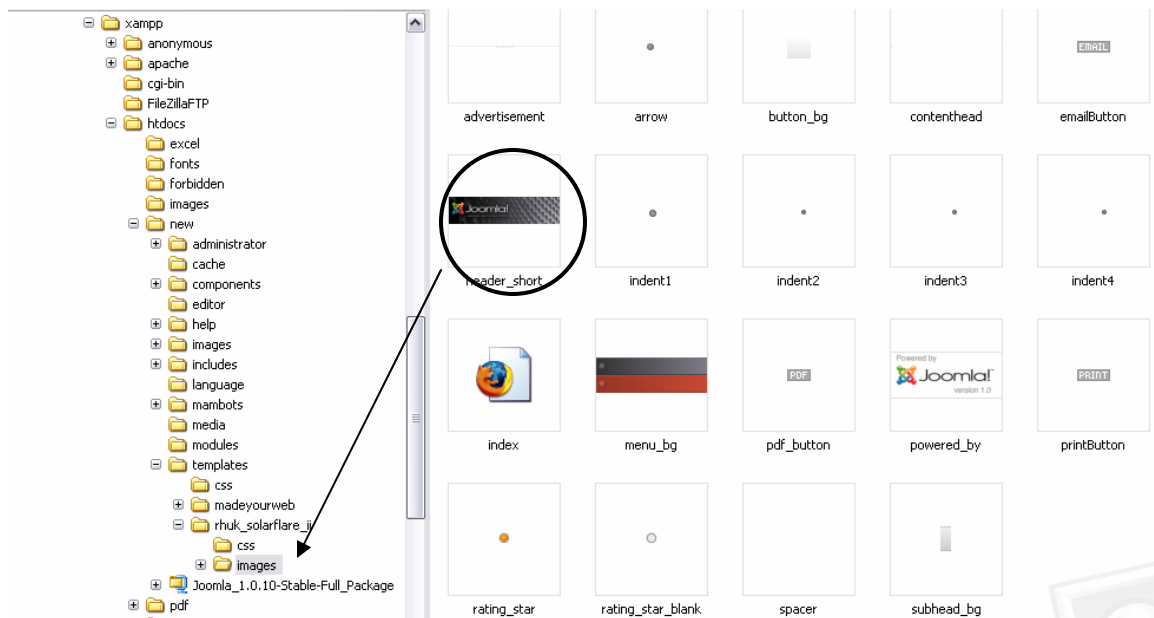 xampp
anonymous
apache
cgi-bin
FileZillaFTP
htdocs
excel
fonts
forbidden
images
new
administrator
cache
components
editor
help
images
includes
language
mambots
media
modules
templates
css
madeyourweb
rhuk_solarflare_ii
css
images
Joomla_1.0.10-Stable-Full_Package
pdf
EMAIL
advertisement
arrow
button_bg
contenthead
emailButton
Joomla!
header_short
indent1
indent2
indent3
indent4
PDF
Powered by
Joomla!
version 1.0
PRINT
index
menu_bg
pdf_button
powered_by
printButton
rating_star
rating_star_blank
spacer
subhead_bg